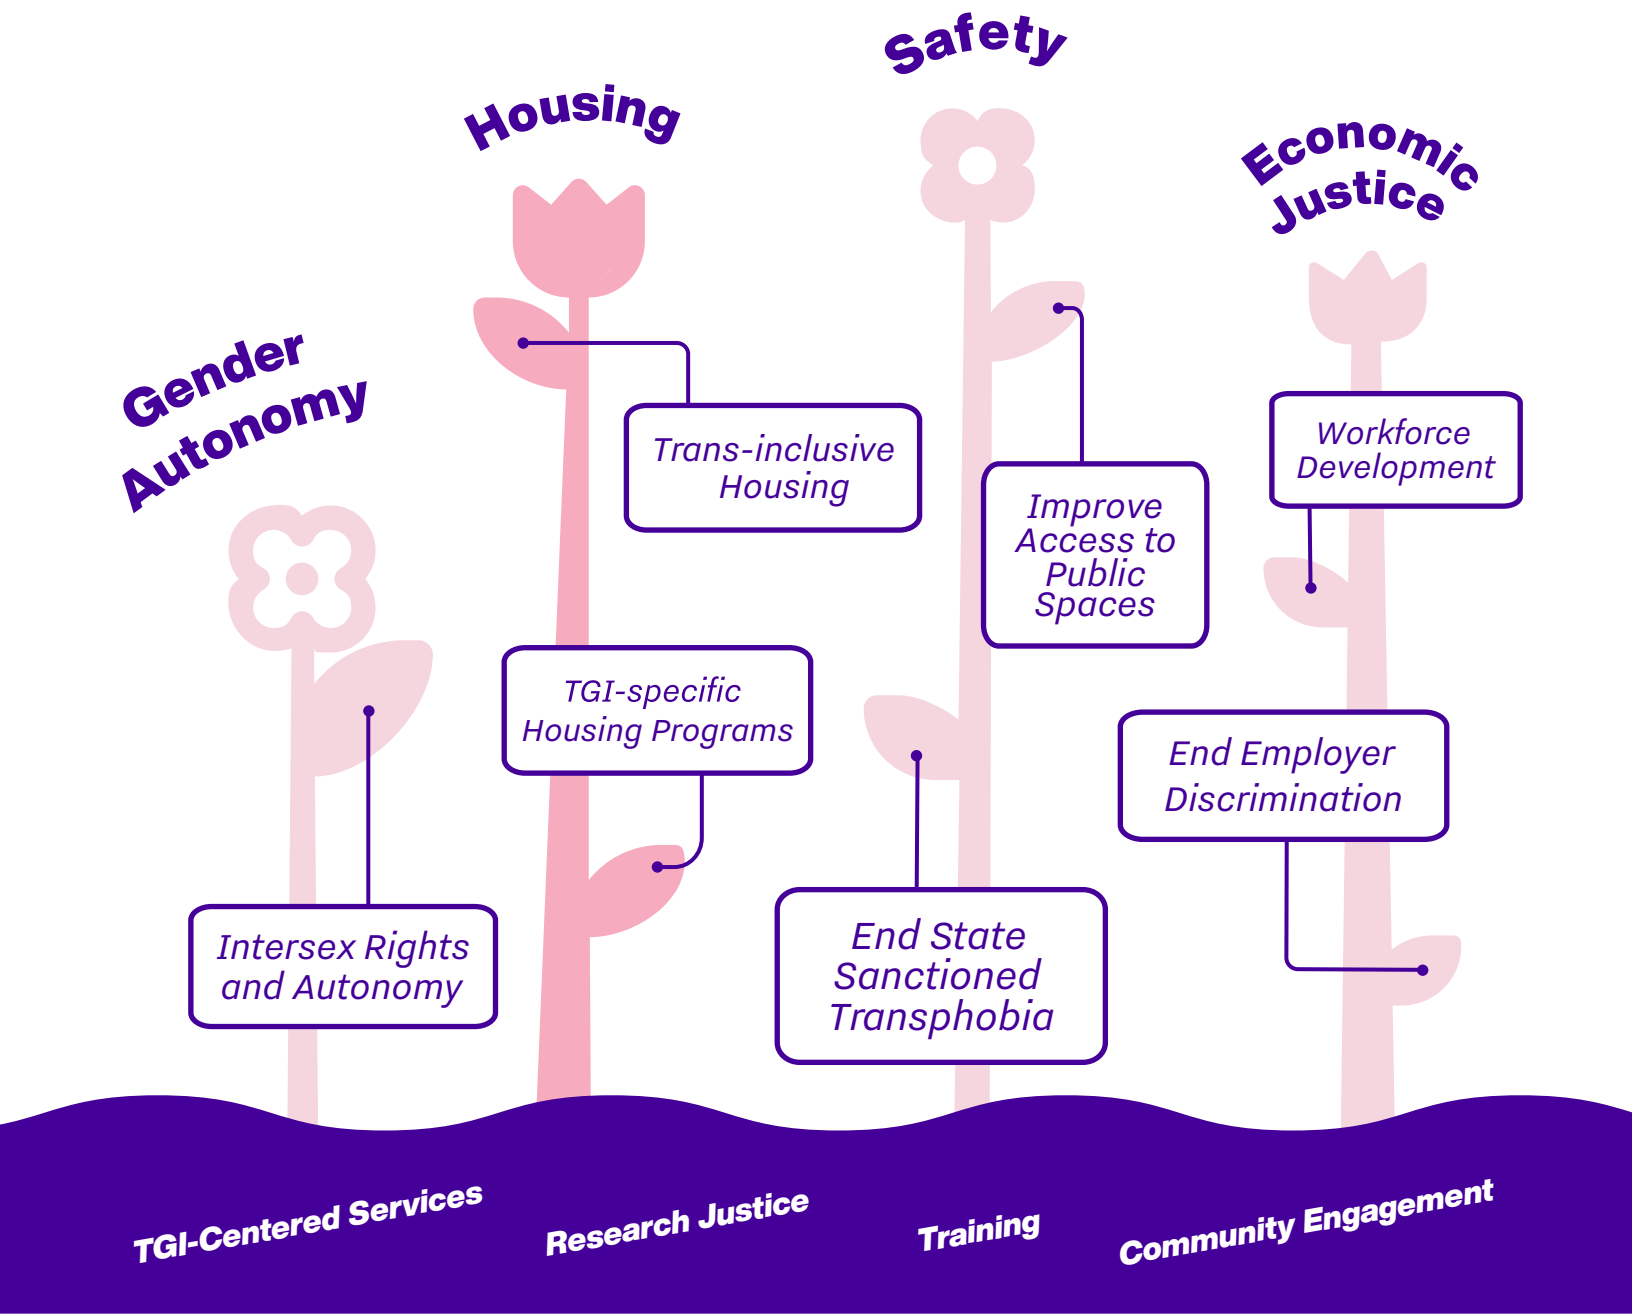 Safety
Housing
Economic
Justice
Gender
Autonomy
Trans-inclusive
Housing
Workforce
Development
Improve
Access to
Public
Spaces
TGI-specific
Housing Programs
End Employer
Discrimination
Intersex Rights
and Autonomy
End State
Sanctioned
Transphobia
TGI-Centered Services
Research Justice
Training
Community Engagement